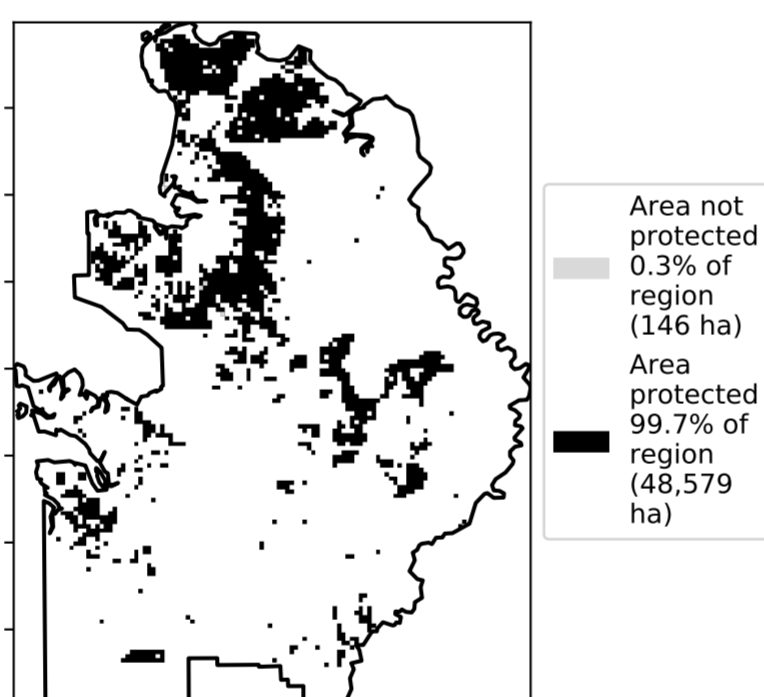 Area not
protected
0.3% of
region
(146 ha)
Area
protected
99.7% of
region
(48,579
ha)